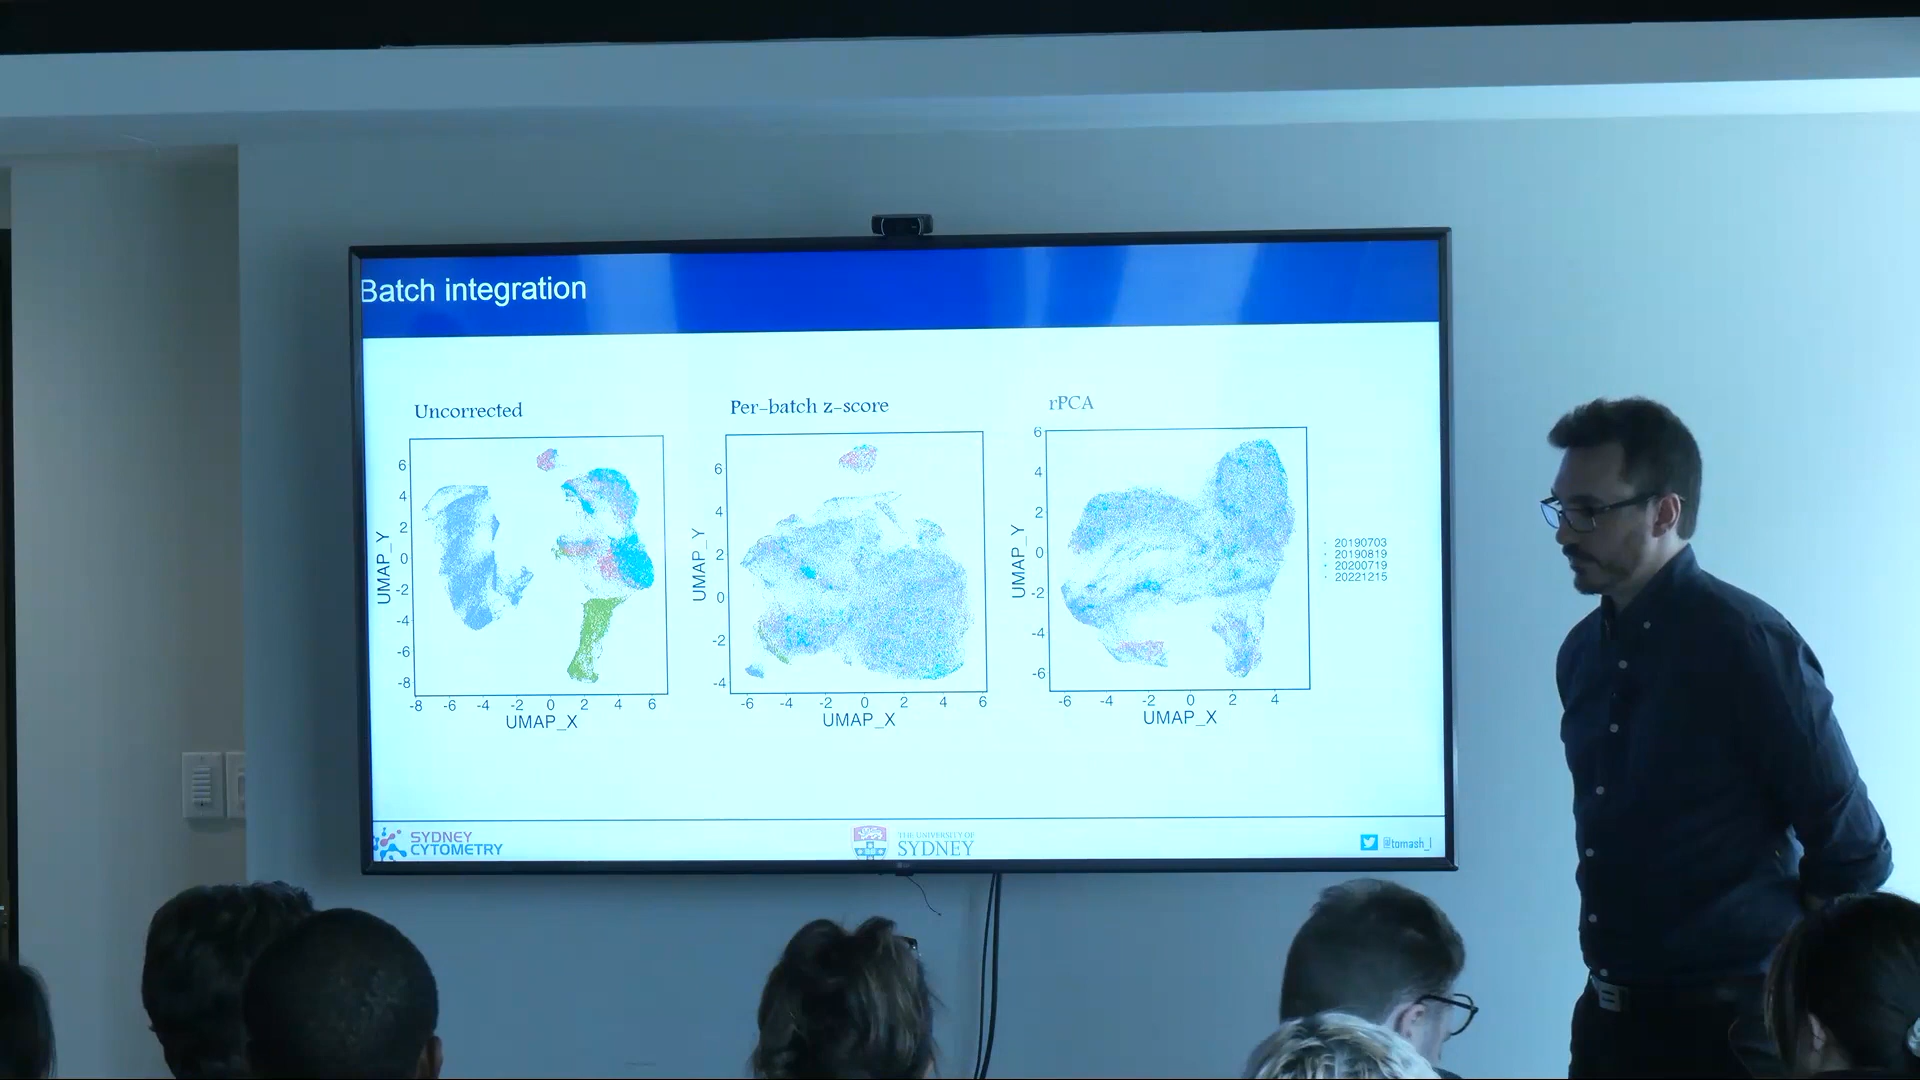 Batch integration
Uncorrected
Per-batch z-score
rPCA
UMAP_Y
6
4
2
0
-2
-4
-6
-8
-8 -6 -4 -2 0 2 4 6
UMAP_X
UMAP_Y
6
4
2
0
-2
-4
-6 -4 -2 0 2 4 6
UMAP_X
UMAP_Y
6
4
2
0
-2
-4
-6
-6 -4 -2 0 2 4
UMAP_X
20190703
20190819
20200719
20221215
SYDNEY
CYTOMETRY
THE UNIVERSITY OF
SYDNEY
@tomash_l